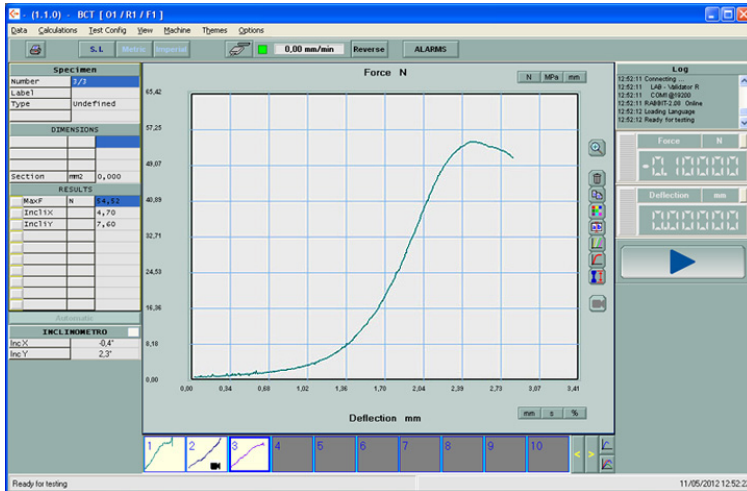 - (1.1.0) - BCT [ O1 / R1 / F1 ]
Data Calculations Test Config View Machine Themes Options
S.L Metric Imperial 0,00 mm/min Reverse ALARMS
Specimen
Number 3/3
Label
Type Undefined
DIMENSIONS
Section mm2 0,000
RESULTS
MaxF N 54,52
IncliX 4,70
IncliY 7,60
Automatic
INCLINOMETRO
Inc X -0,4°
Inc Y 2,3°
Force N
N MPa mm
65,42
57,25
49,07
40,89
32,71
24,53
16,36
8,18
0,00
0,00 0,34 0,68 1,02 1,36 1,70 2,04 2,39 2,73 3,07 3,41
Deflection mm
mm s %
1 2 3 4 5 6 7 8 9 10
< >
Log
12:52:11 Connecting ...
12:52:11 LAB - Validator R
12:52:11 COM1@19200
12:52:11 RABBIT-2.08 Online
12:52:12 Loading Language
12:52:12 Ready for testing
Force N
-0.10000
Deflection mm
Ready for testing
11/05/2012 12:52:22